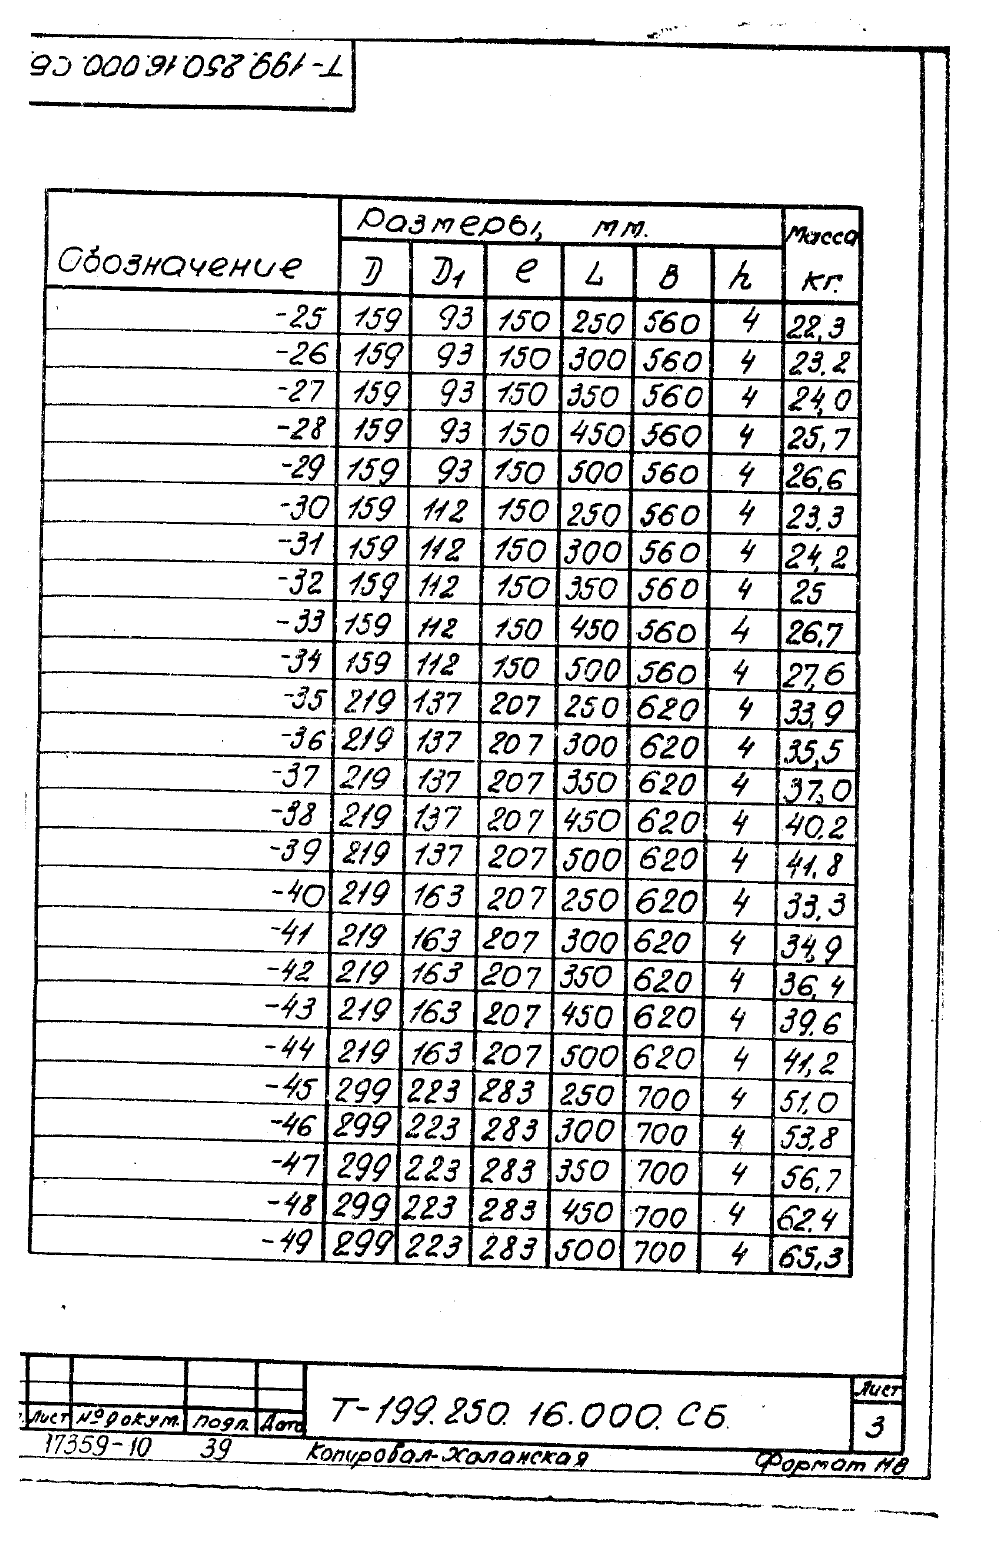 Т-199.250.16.000.СБ
Обозначение Размеры, мм. Масса кг.
D D1 e L B h
-25 159 93 150 250 560 4 22,3
-26 159 93 150 300 560 4 23.2
-27 159 93 150 350 560 4 24,0
-28 159 93 150 450 560 4 25,7
-29 159 93 150 500 560 4 26,6
-30 159 112 150 250 560 4 23.3
-31 159 112 150 300 560 4 24,2
-32 159 112 150 350 560 4 25
-33 159 112 150 450 560 4 26,7
-34 159 112 150 500 560 4 27,6
-35 219 137 207 250 620 4 33,9
-36 219 137 207 300 620 4 35,5
-37 219 137 207 350 620 4 37,0
-38 219 137 207 450 620 4 40.2
-39 219 137 207 500 620 4 41,8
-40 219 163 207 250 620 4 33,3
-41 219 163 207 300 620 4 34,9
-42 219 163 207 350 620 4 36,4
-43 219 163 207 450 620 4 39.6
-44 219 163 207 500 620 4 41,2
-45 299 223 283 250 700 4 51.0
-46 299 223 283 300 700 4 53,8
-47 299 223 283 350 700 4 56,7
-48 299 223 283 450 700 4 62.4
-49 299 223 283 500 700 4 65,3
Лист № докум. подп. Дата
Т-199.250.16.000.СБ.
Лист
3
17359-10 39
Копировал-Халанская
Формат